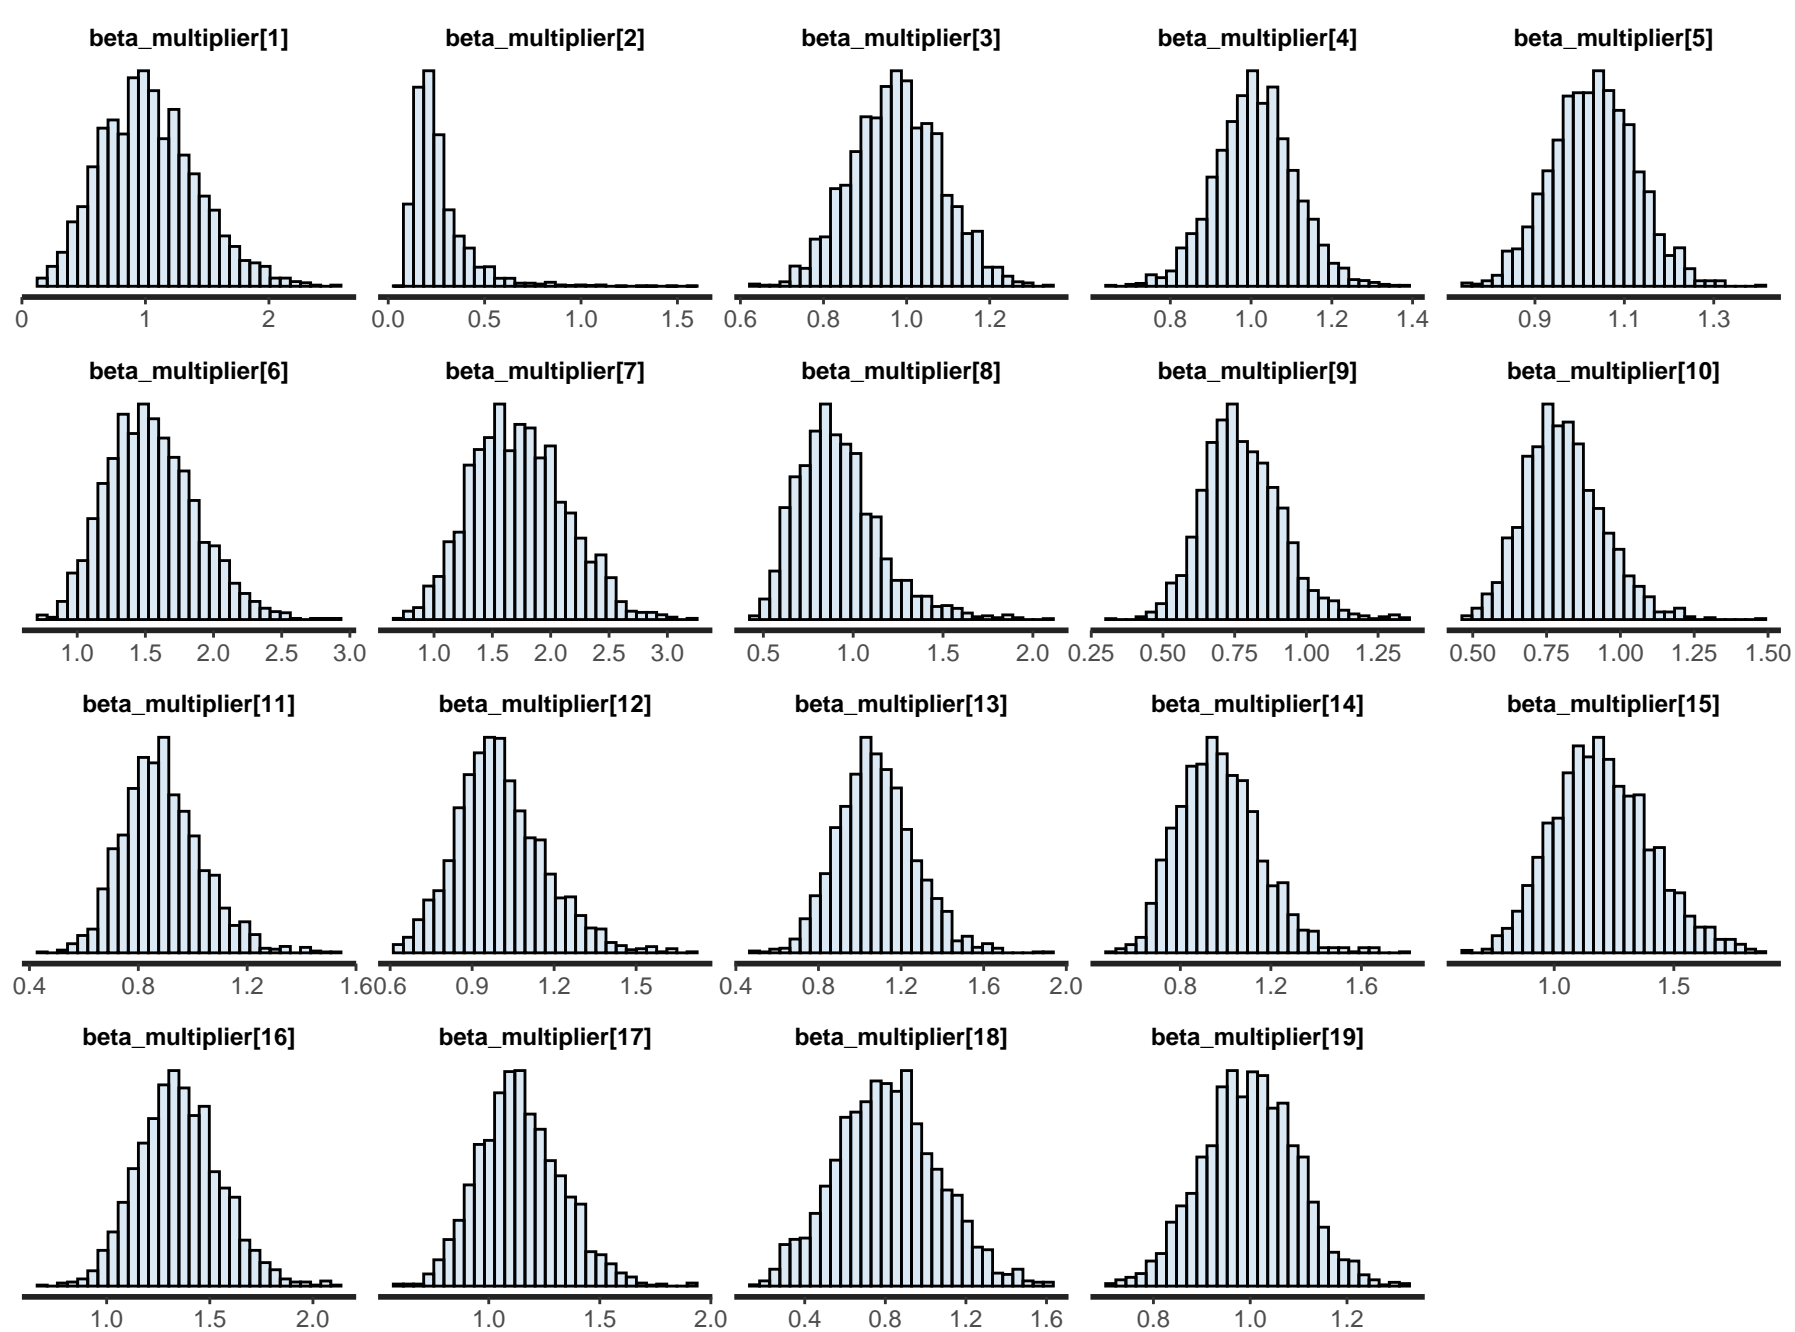 beta_multiplier[1] beta_multiplier[2] beta_multiplier[3] beta_multiplier[4] beta_multiplier[5]
0 1 2 0.0 0.5 1.0 1.5 0.6 0.8 1.0 1.2 0.8 1.0 1.2 1.4 0.9 1.1 1.3
beta_multiplier[6] beta_multiplier[7] beta_multiplier[8] beta_multiplier[9] beta_multiplier[10]
1.0 1.5 2.0 2.5 3.0 1.0 1.5 2.0 2.5 3.0 0.5 1.0 1.5 2.0 0.25 0.50 0.75 1.00 1.25 0.50 0.75 1.00 1.25 1.50
beta_multiplier[11] beta_multiplier[12] beta_multiplier[13] beta_multiplier[14] beta_multiplier[15]
0.4 0.8 1.2 1.6 0.6 0.9 1.2 1.5 0.4 0.8 1.2 1.6 2.0 0.8 1.2 1.6 1.0 1.5
beta_multiplier[16] beta_multiplier[17] beta_multiplier[18] beta_multiplier[19]
1.0 1.5 2.0 1.0 1.5 2.0 0.4 0.8 1.2 1.6 0.8 1.0 1.2